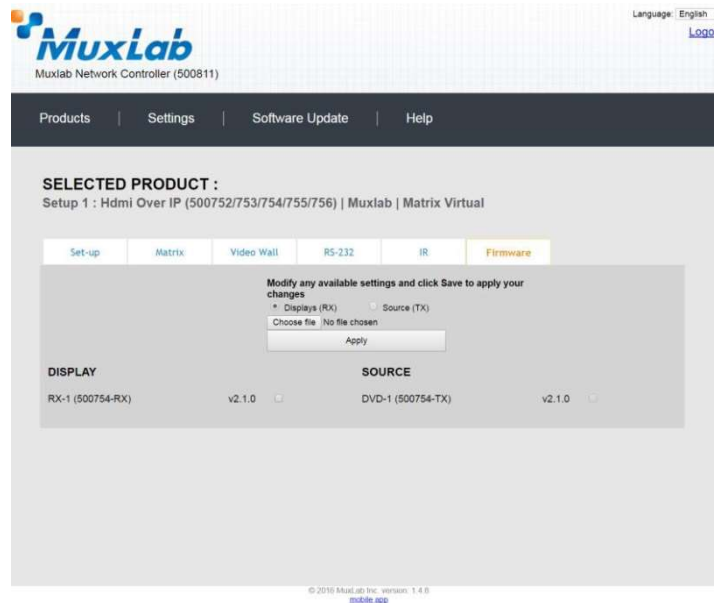 Language: English
Logo
MuxLab
Muxlab Network Controller (500811)
Products | Settings | Software Update | Help
SELECTED PRODUCT :
Setup 1 : Hdmi Over IP (500752/753/754/755/756) | Muxlab | Matrix Virtual
Set-up Matrix Video Wall RS-232 IR Firmware
Modify any available settings and click Save to apply your
changes
Displays (RX) Source (TX)
Choose file No file chosen
Apply
DISPLAY SOURCE
RX-1 (500754-RX) v2.1.0 DVD-1 (500754-TX) v2.1.0
© 2016 MuxLab Inc. version: 1.4.6
mobile app